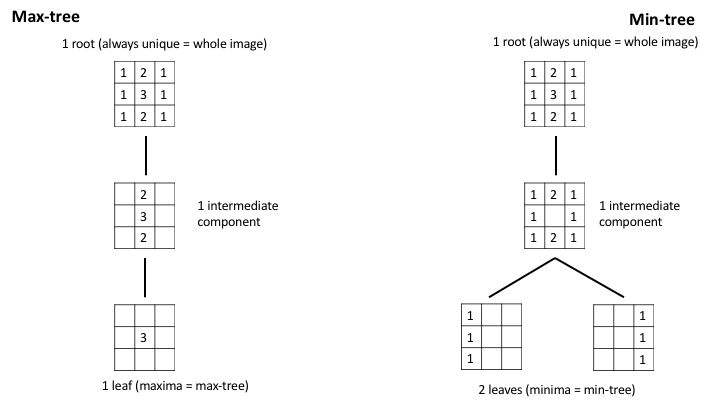 Max-tree
1 root (always unique = whole image)
1 2 1
1 3 1
1 2 1
2
3
2
1 intermediate
component
3
1 leaf (maxima = max-tree)
Min-tree
1 root (always unique = whole image)
1 2 1
1 3 1
1 2 1
1 2 1
1 1
1 2 1
1 intermediate
component
1
1
1
1
1
1
2 leaves (minima = min-tree)